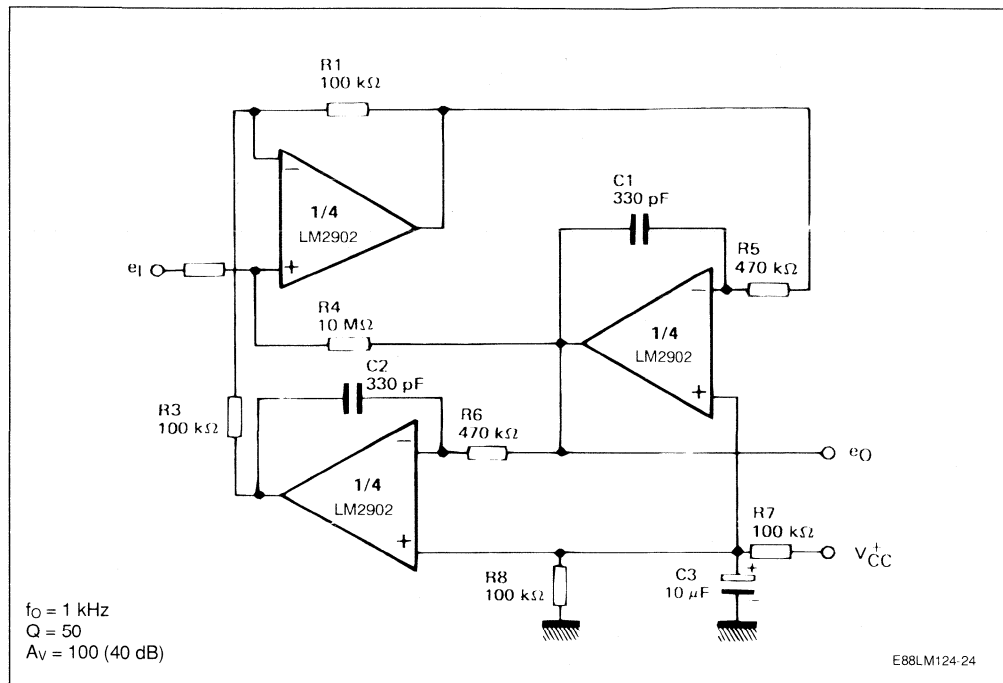 R1
100 kΩ
1/4
LM2902
−
+
eI
C1
330 pF
R5
470 kΩ
−
1/4
LM2902
+
R4
10 MΩ
C2
330 pF
R3
100 kΩ
R6
470 kΩ
−
1/4
LM2902
+
eO
R7
100 kΩ
V+CC
R8
100 kΩ
C3
10 µF
+
−
fO = 1 kHz
Q = 50
AV = 100 (40 dB)
E88LM124-24